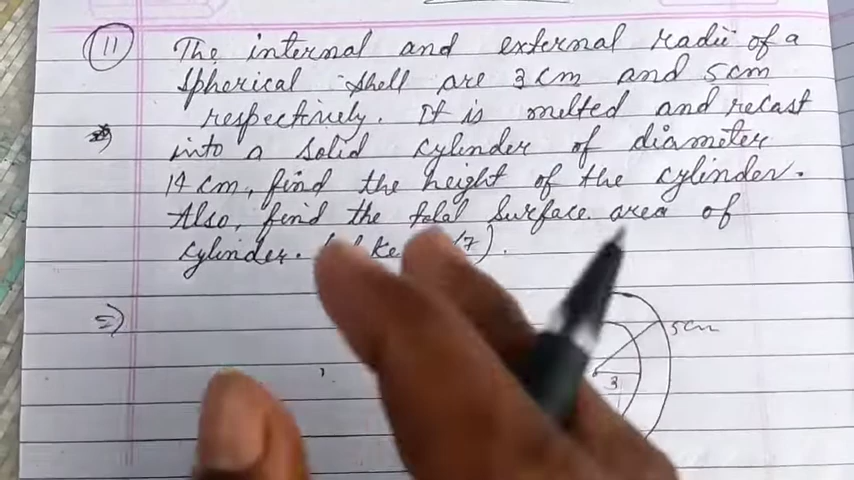 11
The internal and external radii of a
spherical shell are 3 cm and 5 cm
respectively. It is melted and recast
into a solid cylinder of diameter
14 cm, find the height of the cylinder.
Also, find the total surface area of
cylinder. /7).
5cm
3